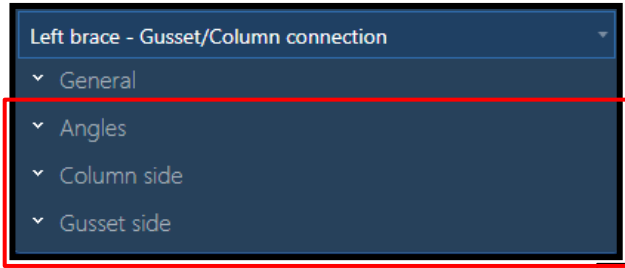 Left brace - Gusset/Column connection
General
Angles
Column side
Gusset side